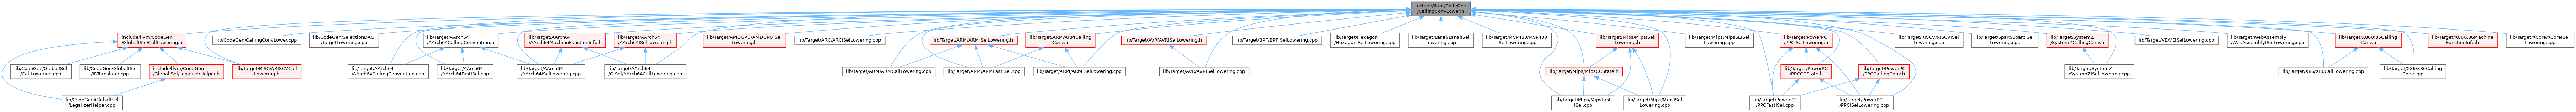 include/llvm/CodeGen
/CallingConvLower.h
include/llvm/CodeGen
/GlobalISel/CallLowering.h
lib/CodeGen/CallingConvLower.cpp
lib/CodeGen/SelectionDAG
/TargetLowering.cpp
lib/Target/AArch64
/AArch64CallingConvention.h
lib/Target/AArch64
/AArch64MachineFunctionInfo.h
lib/Target/AArch64
/AArch64ISelLowering.h
lib/Target/AMDGPU/AMDGPUISel
Lowering.h
lib/Target/ARC/ARCISelLowering.cpp
lib/Target/ARM/ARMISelLowering.h
lib/Target/ARM/ARMCalling
Conv.h
lib/Target/AVR/AVRISelLowering.h
lib/Target/BPF/BPFISelLowering.cpp
lib/Target/Hexagon
/HexagonISelLowering.cpp
lib/Target/Lanai/LanaiISel
Lowering.cpp
lib/Target/MSP430/MSP430
ISelLowering.cpp
lib/Target/Mips/MipsISel
Lowering.h
lib/Target/Mips/MipsSEISel
Lowering.cpp
lib/Target/PowerPC
/PPCISelLowering.h
lib/Target/RISCV/RISCVISel
Lowering.cpp
lib/Target/Sparc/SparcISel
Lowering.cpp
lib/Target/SystemZ
/SystemZCallingConv.h
lib/Target/VE/VEISelLowering.cpp
lib/Target/WebAssembly
/WebAssemblyISelLowering.cpp
lib/Target/X86/X86Calling
Conv.h
lib/Target/X86/X86Machine
FunctionInfo.h
lib/Target/XCore/XCoreISel
Lowering.cpp
lib/CodeGen/GlobalISel
/CallLowering.cpp
lib/CodeGen/GlobalISel
/IRTranslator.cpp
include/llvm/CodeGen
/GlobalISel/LegalizerHelper.h
lib/Target/RISCV/RISCVCall
Lowering.h
lib/Target/AArch64
/AArch64CallingConvention.cpp
lib/Target/AArch64
/AArch64FastISel.cpp
lib/Target/AArch64
/AArch64ISelLowering.cpp
lib/Target/AArch64
/GISel/AArch64CallLowering.cpp
lib/Target/ARM/ARMCallLowering.cpp
lib/Target/ARM/ARMFastISel.cpp
lib/Target/ARM/ARMISelLowering.cpp
lib/Target/AVR/AVRISelLowering.cpp
lib/Target/Mips/MipsCCState.h
lib/Target/PowerPC
/PPCCCState.h
lib/Target/PowerPC
/PPCCallingConv.h
lib/Target/SystemZ
/SystemZISelLowering.cpp
lib/Target/X86/X86CallLowering.cpp
lib/Target/X86/X86Calling
Conv.cpp
lib/CodeGen/GlobalISel
/LegalizerHelper.cpp
lib/Target/Mips/MipsFast
ISel.cpp
lib/Target/Mips/MipsISel
Lowering.cpp
lib/Target/PowerPC
/PPCFastISel.cpp
lib/Target/PowerPC
/PPCISelLowering.cpp